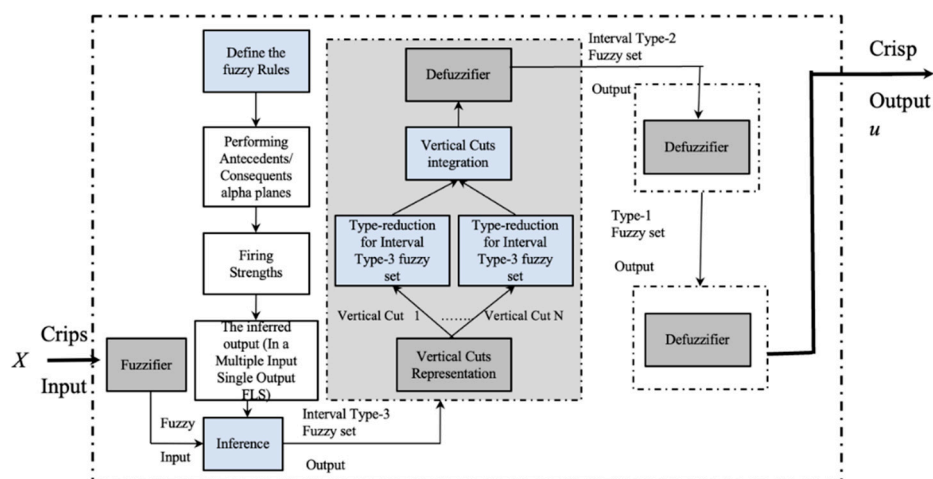 Define the
fuzzy Rules
Performing
Antecedents/
Consequents
alpha planes
Firing
Strengths
The inferred
output (In a
Multiple Input
Single Output
FLS)
Crips
X
Input
Fuzzifier
Fuzzy
Input
Inference
Interval Type-3
Fuzzy set
Output
Defuzzifier
Vertical Cuts
integration
Type-reduction
for Interval
Type-3 fuzzy
set
Type-reduction
for Interval
Type-3 fuzzy
set
Vertical Cut 1 ........ Vertical Cut N
Vertical Cuts
Representation
Interval Type-2
Fuzzy set
Output
Defuzzifier
Type-1
Fuzzy set
Output
Defuzzifier
Crisp
Output
u